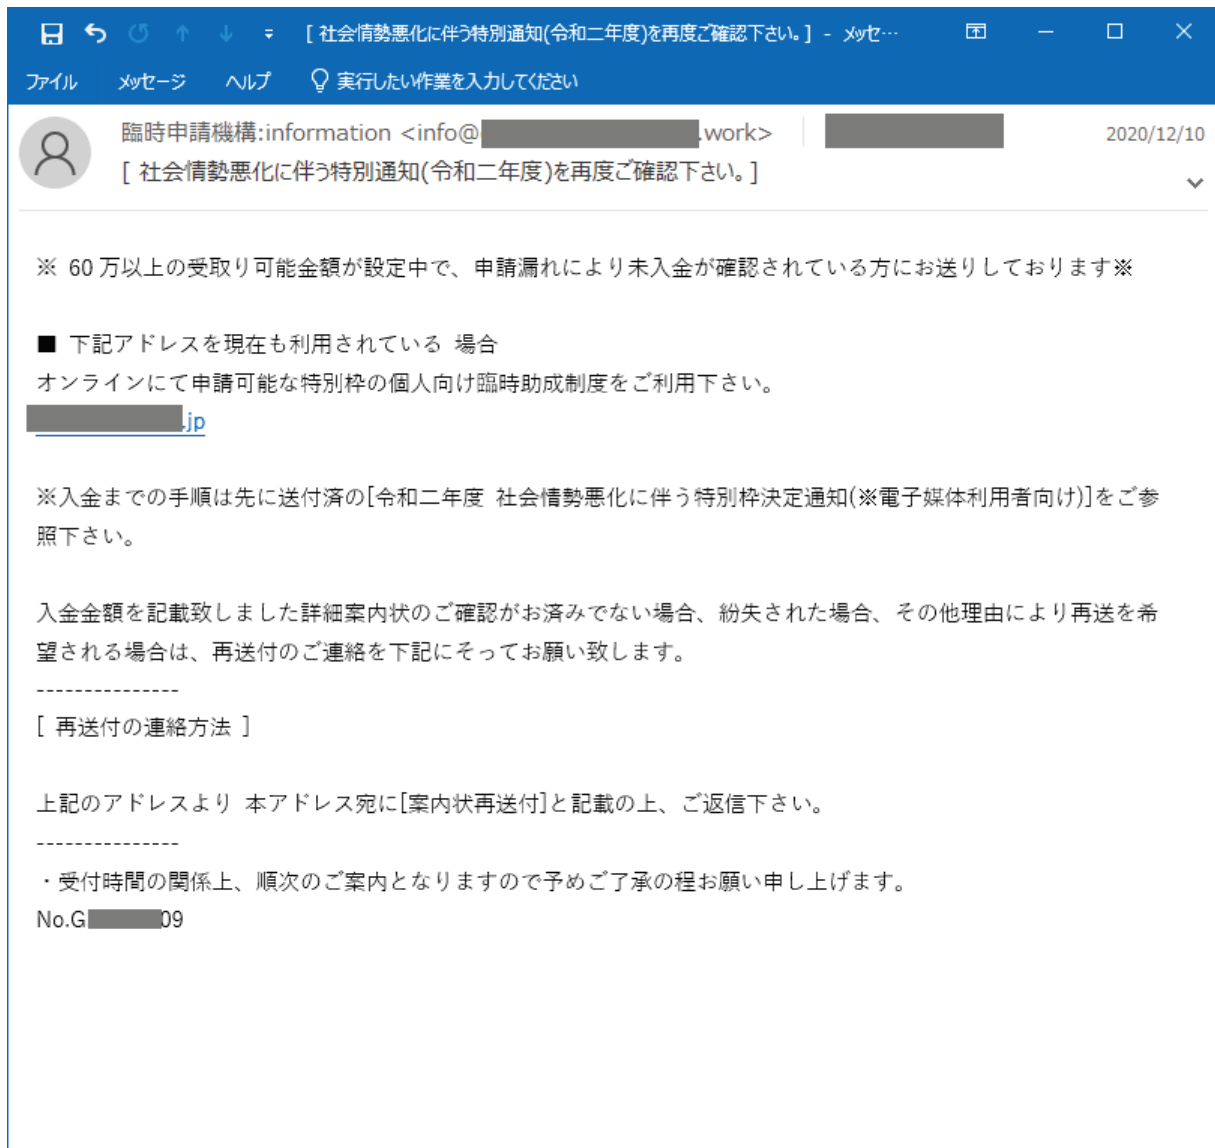 [ 社会情勢悪化に伴う特別通知(令和二年度)を再度ご確認下さい。] - メッセ…
ファイル メッセージ ヘルプ 実行したい作業を入力してください
臨時申請機構:information <info@ .work> 2020/12/10
[ 社会情勢悪化に伴う特別通知(令和二年度)を再度ご確認下さい。]
※ 60 万以上の受取り可能金額が設定中で、申請漏れにより未入金が確認されている方にお送りしております※
■ 下記アドレスを現在も利用されている 場合
オンラインにて申請可能な特別枠の個人向け臨時助成制度をご利用下さい。
.jp
※入金までの手順は先に送付済の[令和二年度 社会情勢悪化に伴う特別枠決定通知(※電子媒体利用者向け)]をご参
照下さい。
入金金額を記載致しました詳細案内状のご確認がお済みでない場合、紛失された場合、その他理由により再送を希
望される場合は、再送付のご連絡を下記にそってお願い致します。
---------------
[ 再送付の連絡方法 ]
上記のアドレスより 本アドレス宛に[案内状再送付]と記載の上、ご返信下さい。
---------------
・受付時間の関係上、順次のご案内となりますので予めご了承の程お願い申し上げます。
No.G 09